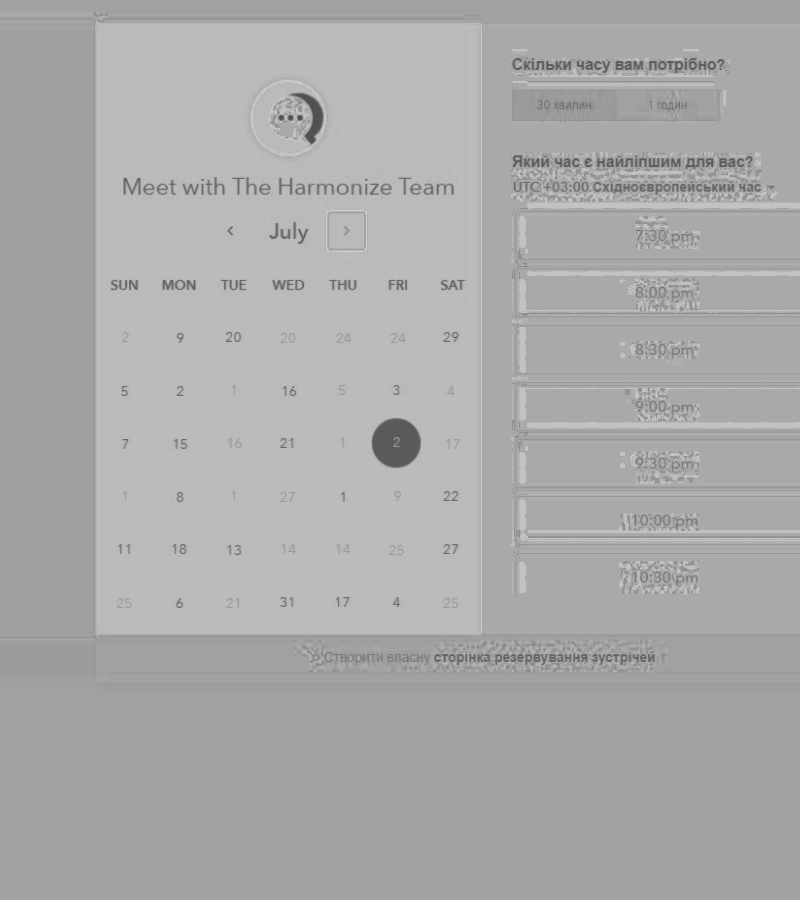 Meet with The Harmonize Team
July
SUN MON TUE WED THU FRI SAT
2 9 20 20 24 24 29
5 2 1 16 5 3 4
7 15 16 21 1 2 17
1 8 1 27 1 9 22
11 18 13 14 14 25 27
25 6 21 31 17 4 25
Скільки часу вам потрібно?
30 хвилин 1 годин
Який час є найліпшим для вас?
UTC +03:00 Східноєвропейський час
7:30 pm
8:00 pm
8:30 pm
9:00 pm
9:30 pm
10:00 pm
10:30 pm
Створити власну сторінка резервування зустрічей